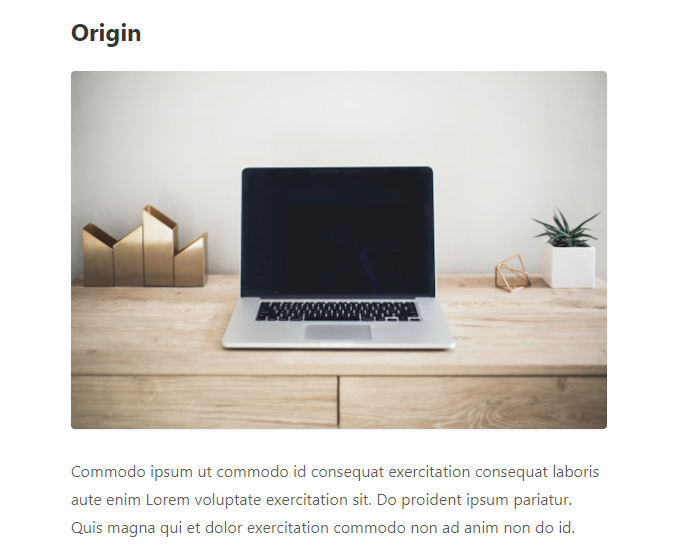 Origin
Commodo ipsum ut commodo id consequat exercitation consequat laboris
aute enim Lorem voluptate exercitation sit. Do proident ipsum pariatur.
Quis magna qui et dolor exercitation commodo non ad anim non do id.